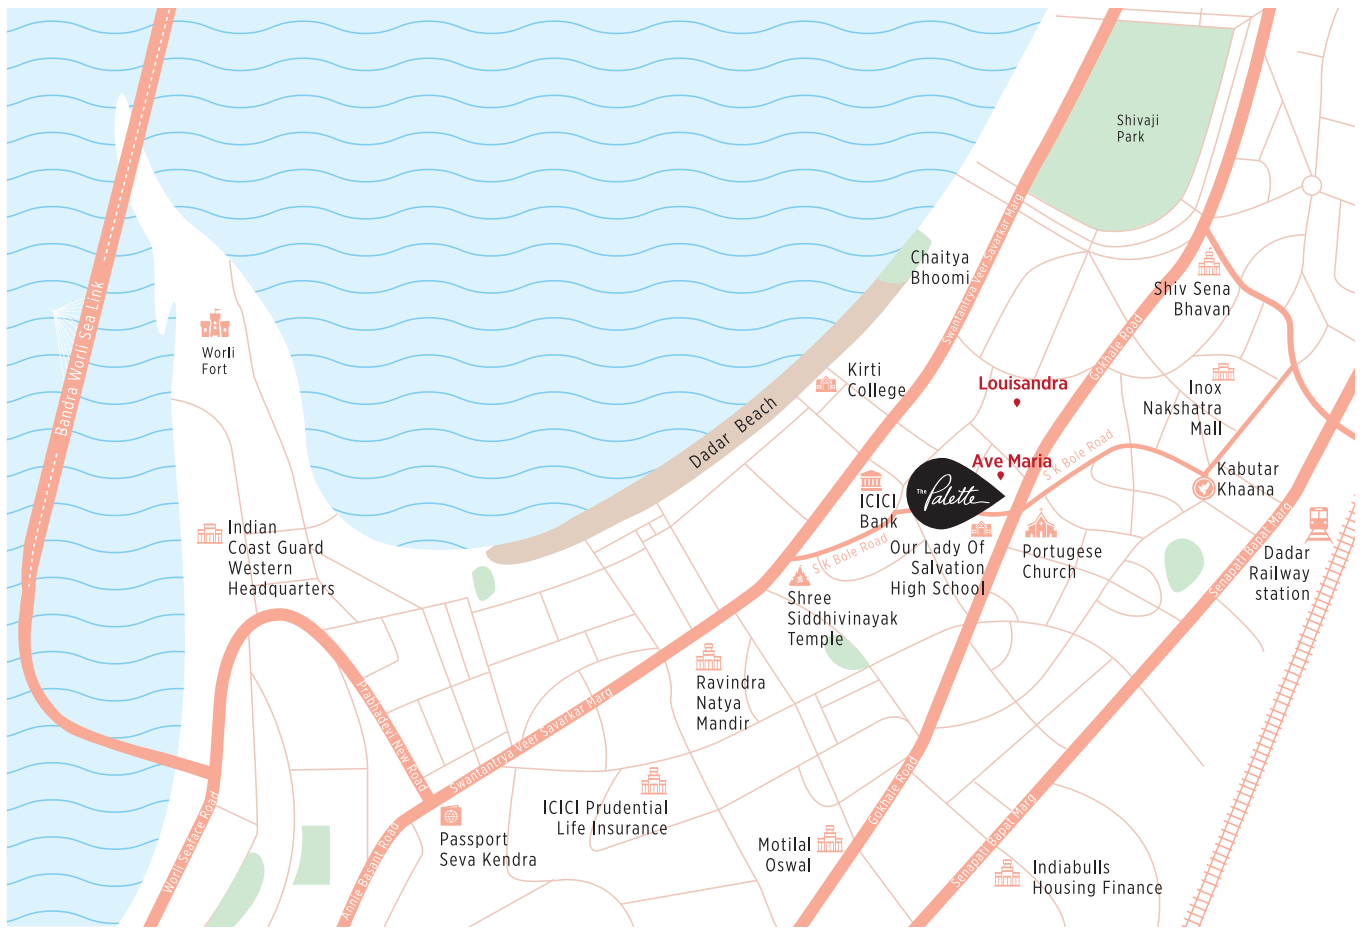 Shivaji
Park
Chaitya
Bhoomi
Swantantrya Veer Savarkar Marg
Shiv Sena
Bhavan
Bandra Worli Sea Link
Worli
Fort
Gokhale Road
Kirti
College
Louisandra
Inox
Nakshatra
Mall
Dadar Beach
S K Bole Road
Ave Maria
Kabutar
Khaana
The
Palette
ICICI
Bank
Indian
Coast Guard
Western
Headquarters
S K Bole Road
Our Lady Of
Salvation
High School
Portugese
Church
Senapati Bapat Marg
Dadar
Railway
station
Shree
Siddhivinayak
Temple
Ravindra
Natya
Mandir
Prabhadevi New Road
Swantantrya Veer Savarkar Marg
ICICI Prudential
Life Insurance
Gokhale Road
Passport
Seva Kendra
Worli Seaface Road
Annie Basant Road
Motilal
Oswal
Senapati Bapat Marg
Indiabulls
Housing Finance